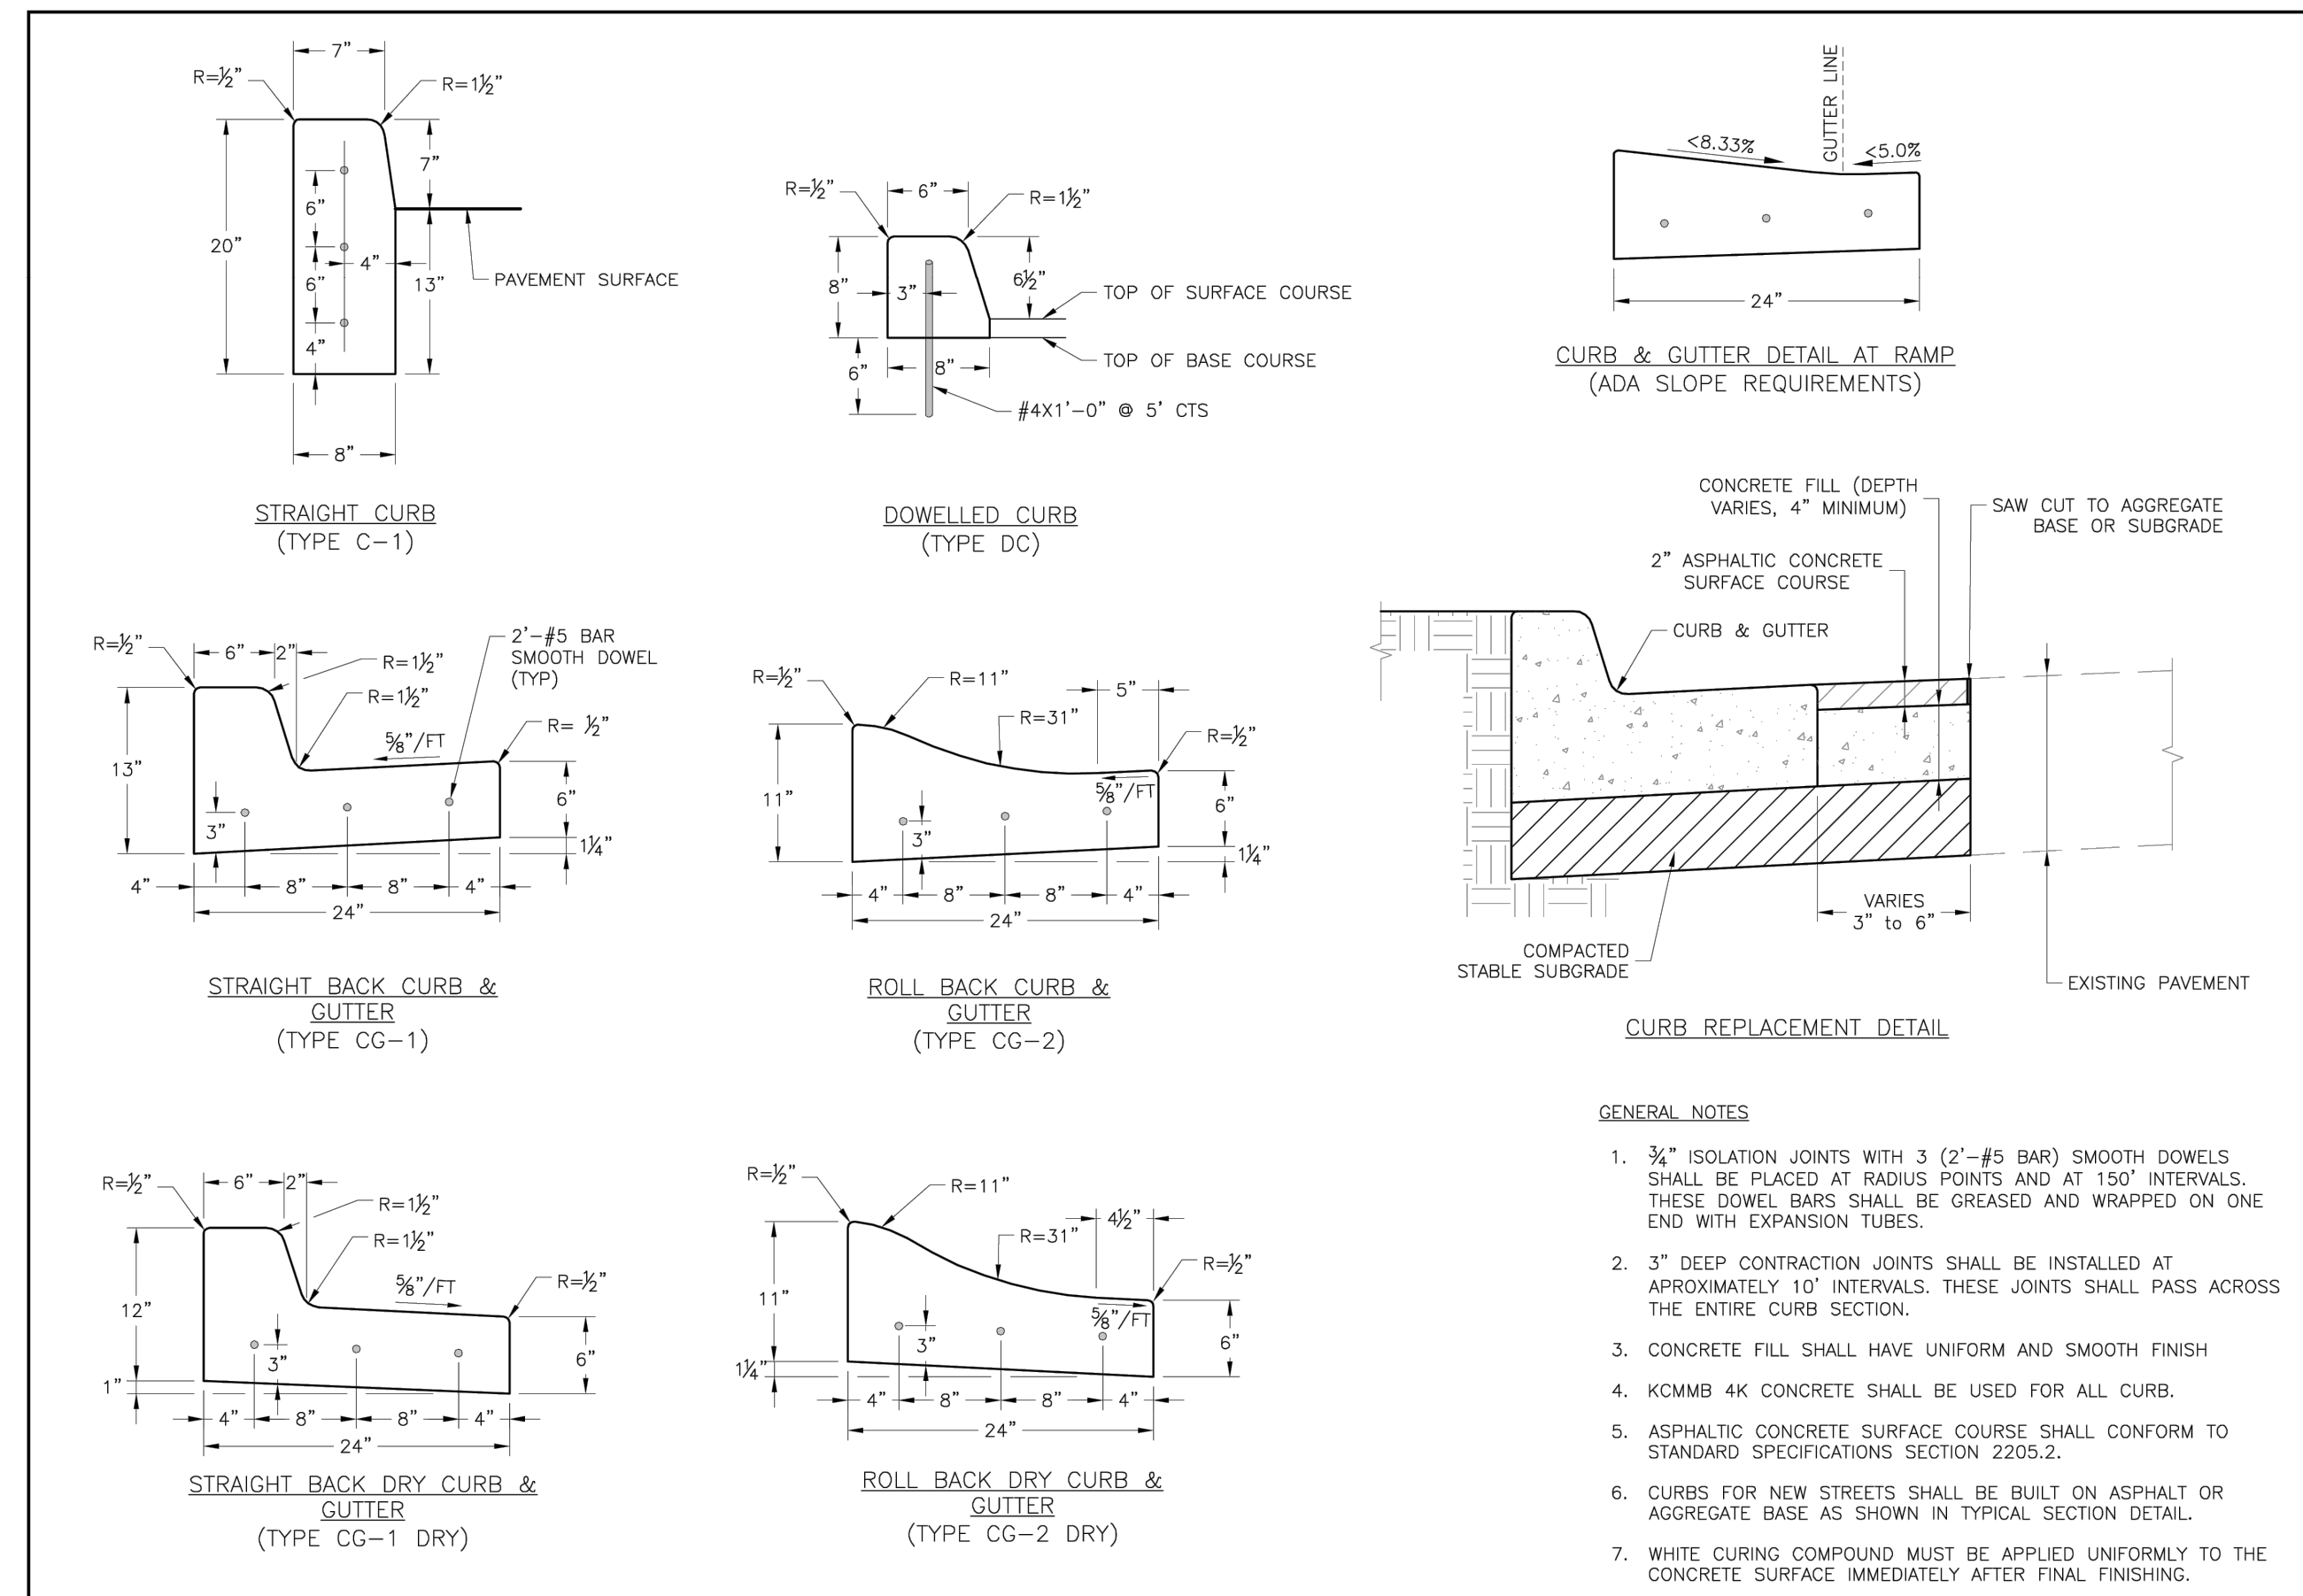 7”
R=½”
R=1½”
7”
6”
20”
4”
6”
13”
PAVEMENT SURFACE
4”
8”
STRAIGHT CURB
(TYPE C-1)
R=½”
6”
R=1½”
8”
3”
6½”
TOP OF SURFACE COURSE
TOP OF BASE COURSE
6”
8”
#4X1’-0” @ 5’ CTS
DOWELLED CURB
(TYPE DC)
GUTTER LINE
<8.33%
<5.0%
24”
CURB & GUTTER DETAIL AT RAMP
(ADA SLOPE REQUIREMENTS)
R=½”
6”
2”
R=1½”
R=1½”
2’-#5 BAR
SMOOTH DOWEL
(TYP)
R= ½”
⅝”/FT
13”
3”
6”
1¼”
4”
8”
8”
4”
24”
STRAIGHT BACK CURB &
GUTTER
(TYPE CG-1)
R=½”
R=11”
5”
R=31”
R=½”
11”
⅝”/FT
6”
3”
1¼”
4”
8”
8”
4”
24”
ROLL BACK CURB &
GUTTER
(TYPE CG-2)
CONCRETE FILL (DEPTH
VARIES, 4” MINIMUM)
SAW CUT TO AGGREGATE
BASE OR SUBGRADE
2” ASPHALTIC CONCRETE
SURFACE COURSE
CURB & GUTTER
VARIES
3” to 6”
COMPACTED
STABLE SUBGRADE
EXISTING PAVEMENT
CURB REPLACEMENT DETAIL
R=½”
6”
2”
R=1½”
R=1½”
⅝”/FT
R=½”
12”
3”
6”
1”
4”
8”
8”
4”
24”
STRAIGHT BACK DRY CURB &
GUTTER
(TYPE CG-1 DRY)
R=½”
R=11”
4½”
R=31”
R=½”
11”
⅝”/FT
3”
6”
1¼”
4”
8”
8”
4”
24”
ROLL BACK DRY CURB &
GUTTER
(TYPE CG-2 DRY)
GENERAL NOTES
1. ¾” ISOLATION JOINTS WITH 3 (2’-#5 BAR) SMOOTH DOWELS
SHALL BE PLACED AT RADIUS POINTS AND AT 150’ INTERVALS.
THESE DOWEL BARS SHALL BE GREASED AND WRAPPED ON ONE
END WITH EXPANSION TUBES.
2. 3” DEEP CONTRACTION JOINTS SHALL BE INSTALLED AT
APROXIMATELY 10’ INTERVALS. THESE JOINTS SHALL PASS ACROSS
THE ENTIRE CURB SECTION.
3. CONCRETE FILL SHALL HAVE UNIFORM AND SMOOTH FINISH
4. KCMMB 4K CONCRETE SHALL BE USED FOR ALL CURB.
5. ASPHALTIC CONCRETE SURFACE COURSE SHALL CONFORM TO
STANDARD SPECIFICATIONS SECTION 2205.2.
6. CURBS FOR NEW STREETS SHALL BE BUILT ON ASPHALT OR
AGGREGATE BASE AS SHOWN IN TYPICAL SECTION DETAIL.
7. WHITE CURING COMPOUND MUST BE APPLIED UNIFORMLY TO THE
CONCRETE SURFACE IMMEDIATELY AFTER FINAL FINISHING.